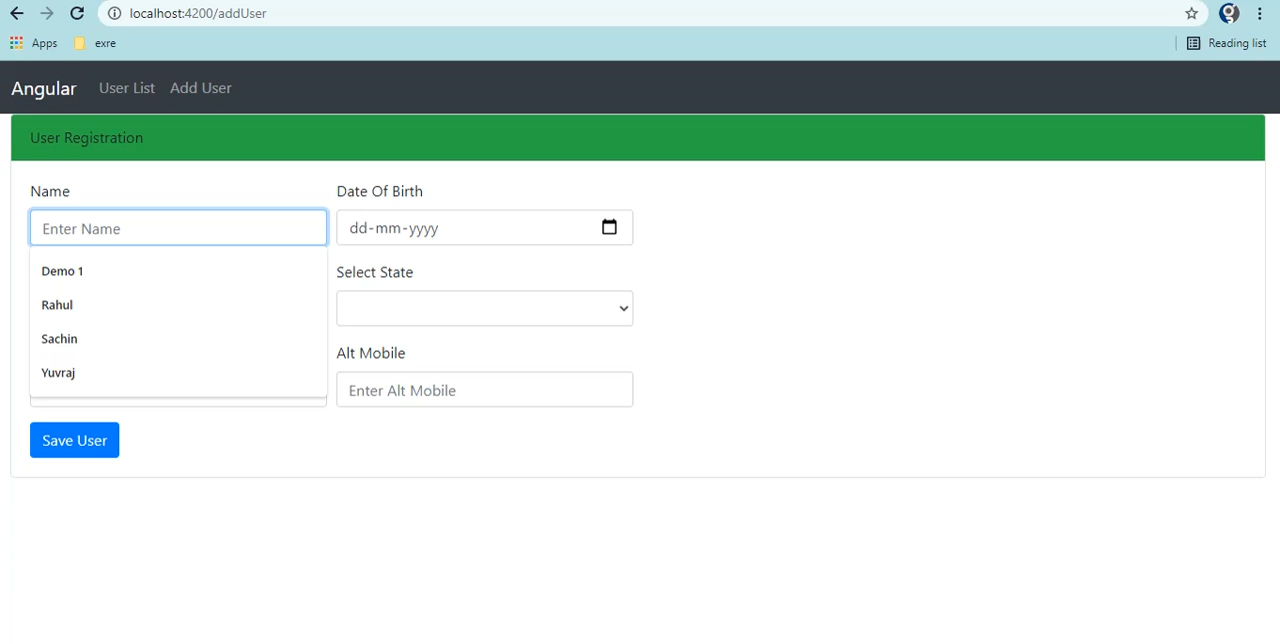 localhost:4200/addUser
Apps exre Reading list
Angular User List Add User
User Registration
Name Date Of Birth
Enter Name dd-mm-yyyy
Demo 1
Select State
Rahul
Sachin
Alt Mobile
Yuvraj
Enter Alt Mobile
Save User